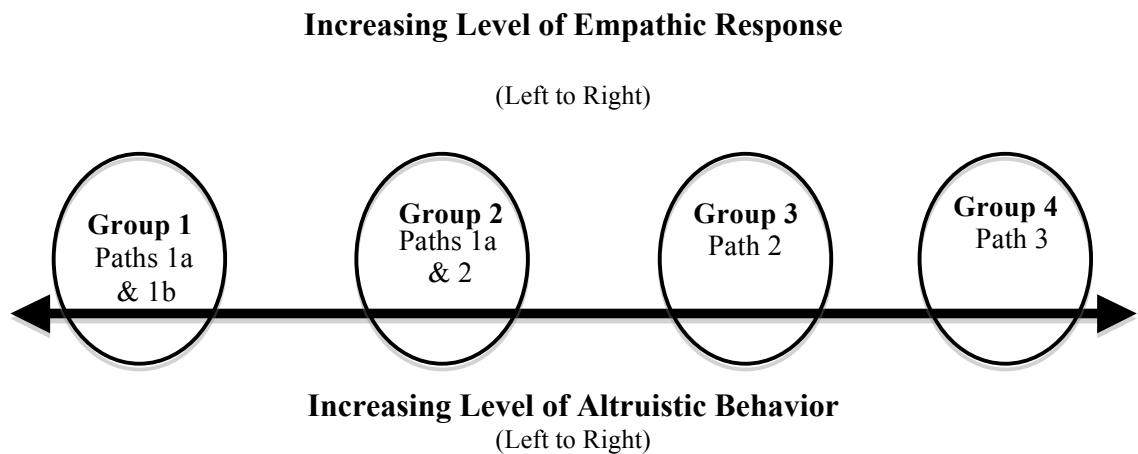 Increasing Level of Empathic Response
(Left to Right)
Group 1
Paths 1a
& 1b
Group 2
Paths 1a
& 2
Group 3
Path 2
Group 4
Path 3
Increasing Level of Altruistic Behavior
(Left to Right)